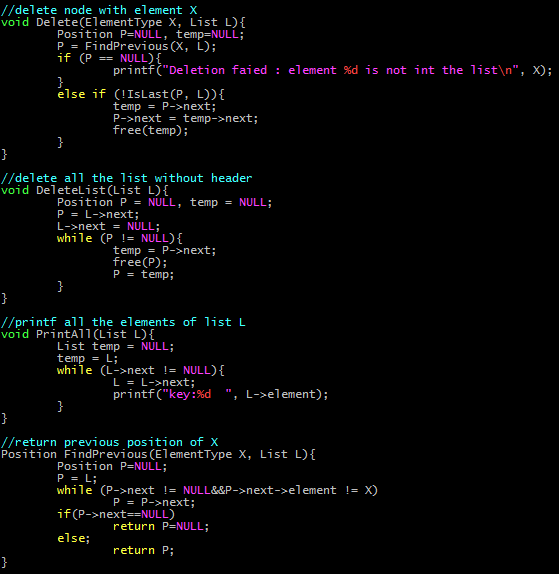 //delete node with element X
void Delete(ElementType X, List L){
        Position P=NULL, temp=NULL;
        P = FindPrevious(X, L);
        if (P == NULL){
                printf("Deletion faied : element %d is not int the list\n", X);
        }
        else if (!IsLast(P, L)){
                temp = P->next;
                P->next = temp->next;
                free(temp);
        }
}

//delete all the list without header
void DeleteList(List L){
        Position P = NULL, temp = NULL;
        P = L->next;
        L->next = NULL;
        while (P != NULL){
                temp = P->next;
                free(P);
                P = temp;
        }
}

//printf all the elements of list L
void PrintAll(List L){
        List temp = NULL;
        temp = L;
        while (L->next != NULL){
                L = L->next;
                printf("key:%d  ", L->element);
        }
}

//return previous position of X
Position FindPrevious(ElementType X, List L){
        Position P=NULL;
        P = L;
        while (P->next != NULL&&P->next->element != X)
                P = P->next;
        if(P->next==NULL)
                return P=NULL;
        else;
                return P;
}